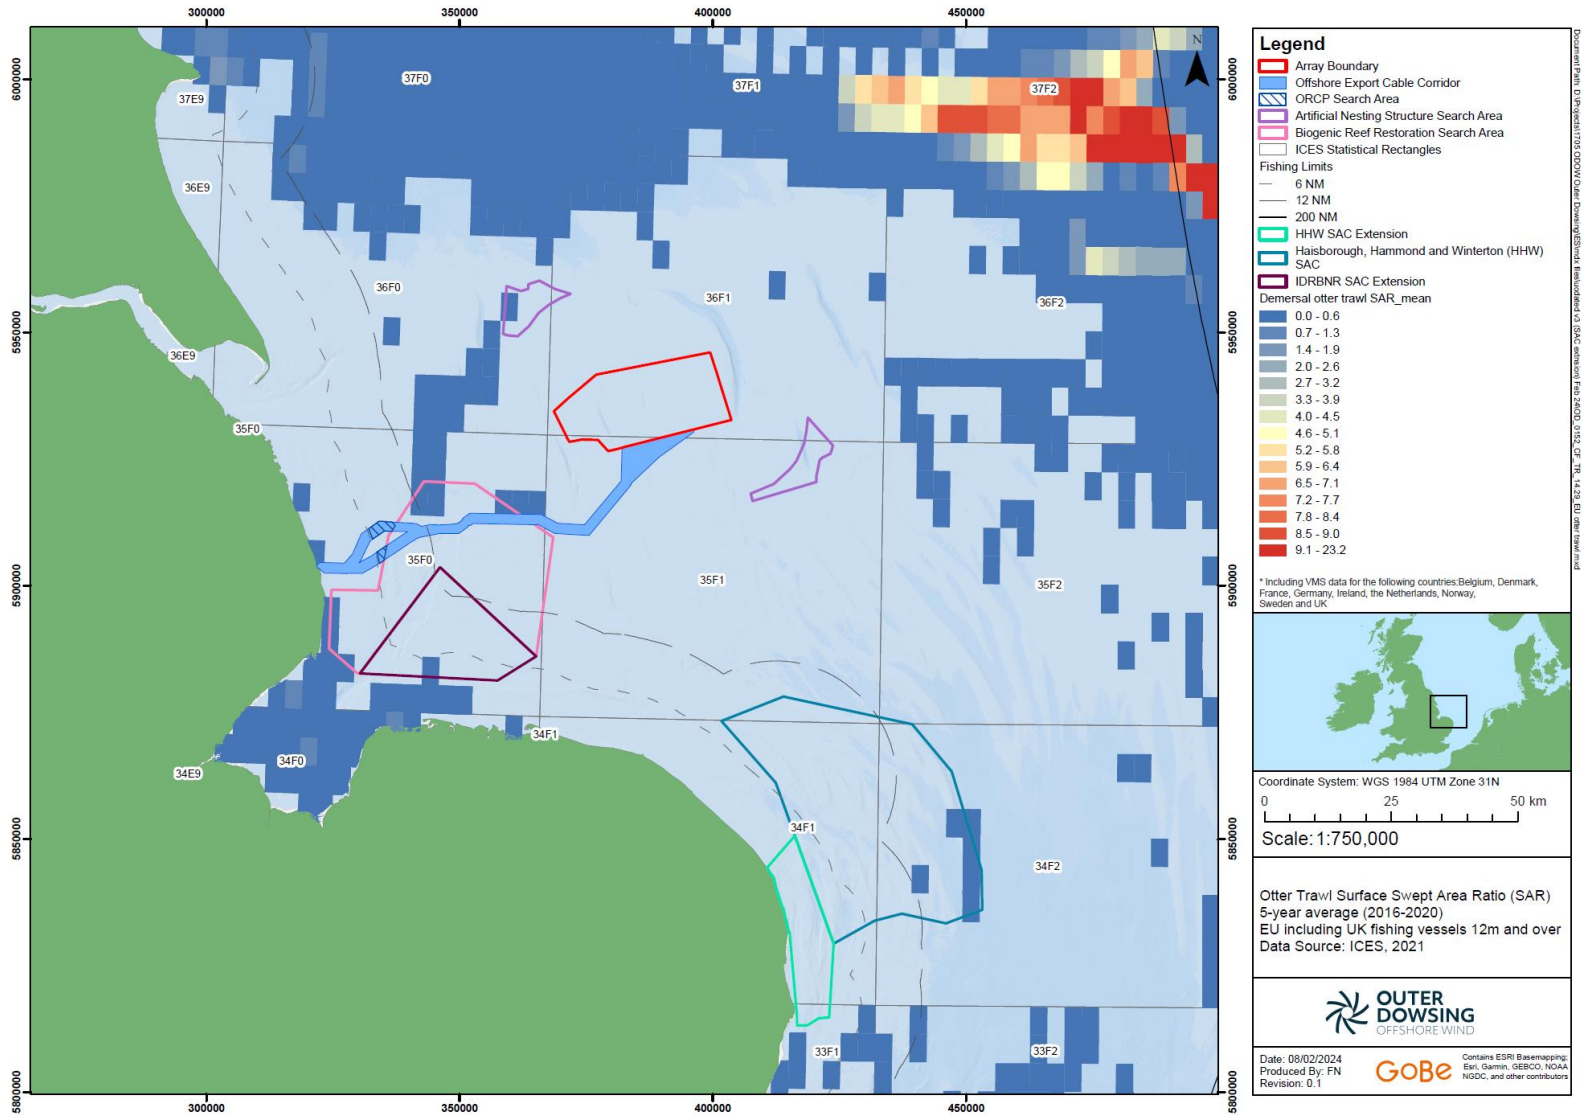 300000
350000
400000
450000
6000000
5950000
5900000
5850000
5800000
37E9
37F0
37F1
37F2
36E9
36F0
36F1
36F2
36E9
35F0
35F0
35F1
35F2
34E9
34F0
34F1
34F1
34F2
33F1
33F2
6000000
5950000
5900000
5850000
5800000
300000
350000
400000
450000
N
Legend
Array Boundary
Offshore Export Cable Corridor
ORCP Search Area
Artificial Nesting Structure Search Area
Biogenic Reef Restoration Search Area
ICES Statistical Rectangles
Fishing Limits
6 NM
12 NM
200 NM
HHW SAC Extension
Haisborough, Hammond and Winterton (HHW)
SAC
IDRBNR SAC Extension
Demersal otter trawl SAR_mean
0.0 - 0.6
0.7 - 1.3
1.4 - 1.9
2.0 - 2.6
2.7 - 3.2
3.3 - 3.9
4.0 - 4.5
4.6 - 5.1
5.2 - 5.8
5.9 - 6.4
6.5 - 7.1
7.2 - 7.7
7.8 - 8.4
8.5 - 9.0
9.1 - 23.2
* Including VMS data for the following countries:Belgium, Denmark,
France, Germany, Ireland, the Netherlands, Norway,
Sweden and UK
Coordinate System: WGS 1984 UTM Zone 31N
0 25 50 km
Scale: 1:750,000
Otter Trawl Surface Swept Area Ratio (SAR)
5-year average (2016-2020)
EU including UK fishing vessels 12m and over
Data Source: ICES, 2021
OUTER
DOWSING
OFFSHORE WIND
Date: 08/02/2024
Produced By: FN
Revision: 0.1
GoBe
Contains ESRI Basemapping;
Esri, Garmin, GEBCO, NOAA
NGDC, and other contributors